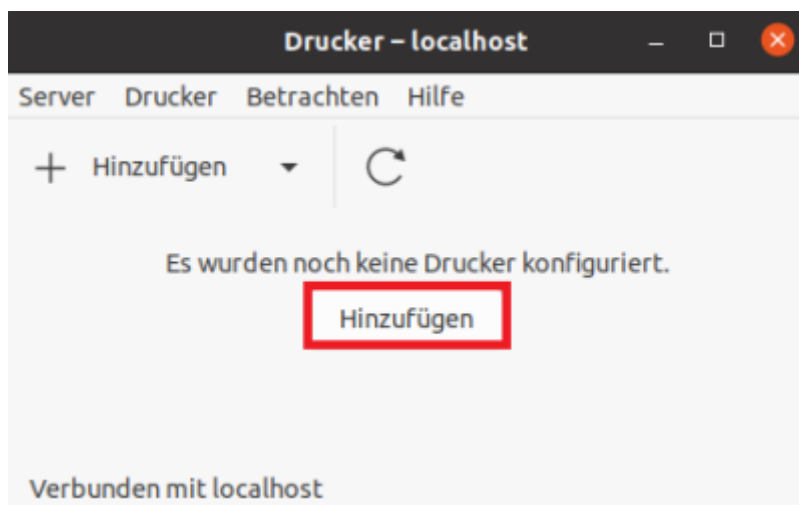 Drucker – localhost
Server Drucker Betrachten Hilfe
Hinzufügen
Es wurden noch keine Drucker konfiguriert.
Hinzufügen
Verbunden mit localhost